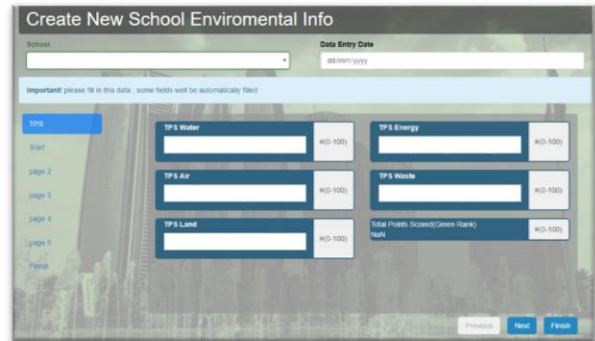 Create New School Enviromental Info
School
Data Entry Date
dd/mm/yyyy
Important! please fill in this data , some fields well be automatically filled
TPS
Start
page 2
page 3
page 4
page 5
Finish
TPS Water
#(0-100)
TPS Energy
#(0-100)
TPS Air
#(0-100)
TPS Waste
#(0-100)
TPS Land
#(0-100)
Total Points Scored(Green Rank)
NaN
#(0-100)
Previous
Next
Finish